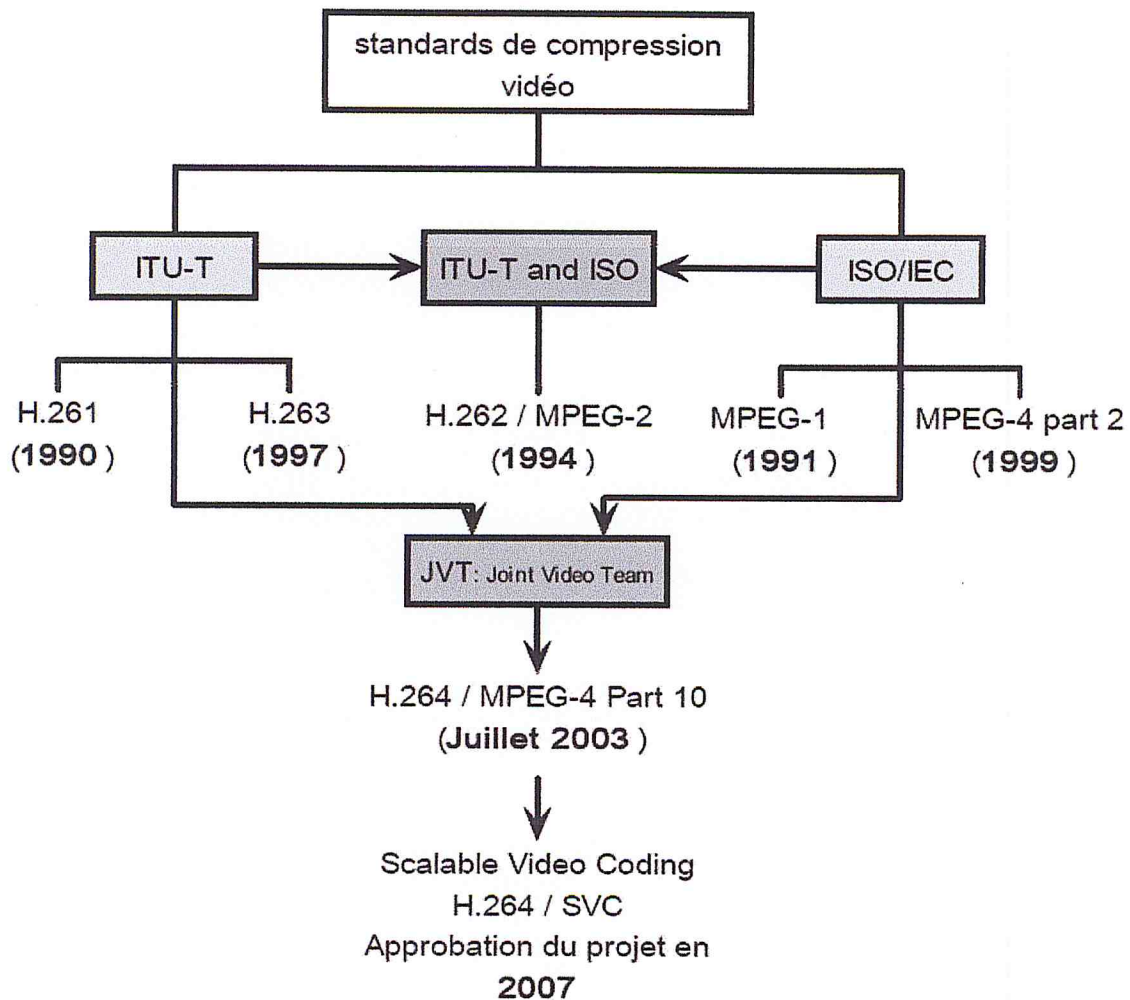 standards de compression
vidéo
ITU-T
ITU-T and ISO
ISO/IEC
H.261
(1990 )
H.263
(1997 )
H.262 / MPEG-2
(1994 )
MPEG-1
(1991 )
MPEG-4 part 2
(1999 )
JVT: Joint Video Team
H.264 / MPEG-4 Part 10
(Juillet 2003 )
Scalable Video Coding
H.264 / SVC
Approbation du projet en
2007